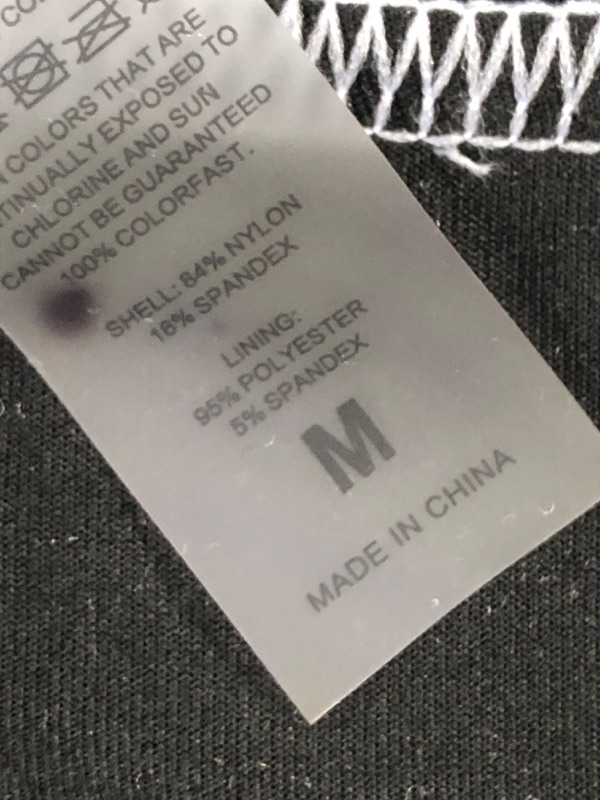 COLORS THAT ARE
EXPOSED TO
CHLORINE AND SUN
CANNOT BE GUARANTEED
100% COLORFAST.
SHELL: 84% NYLON
16% SPANDEX
LINING:
95% POLYESTER
5% SPANDEX
M
MADE IN CHINA